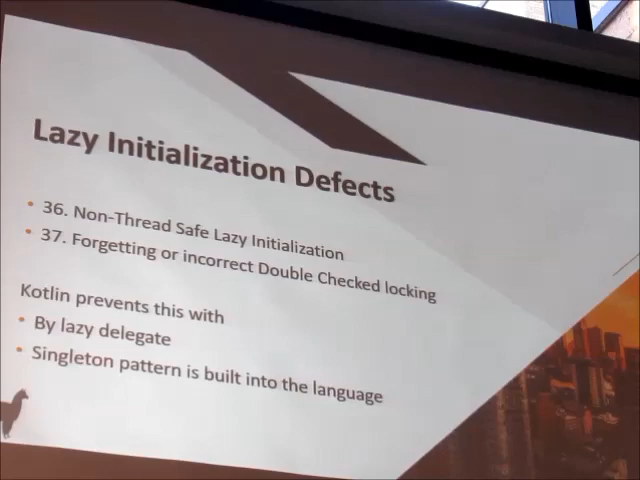 Lazy Initialization Defects
• 36. Non-Thread Safe Lazy Initialization
• 37. Forgetting or incorrect Double Checked locking
Kotlin prevents this with
• By lazy delegate
• Singleton pattern is built into the language